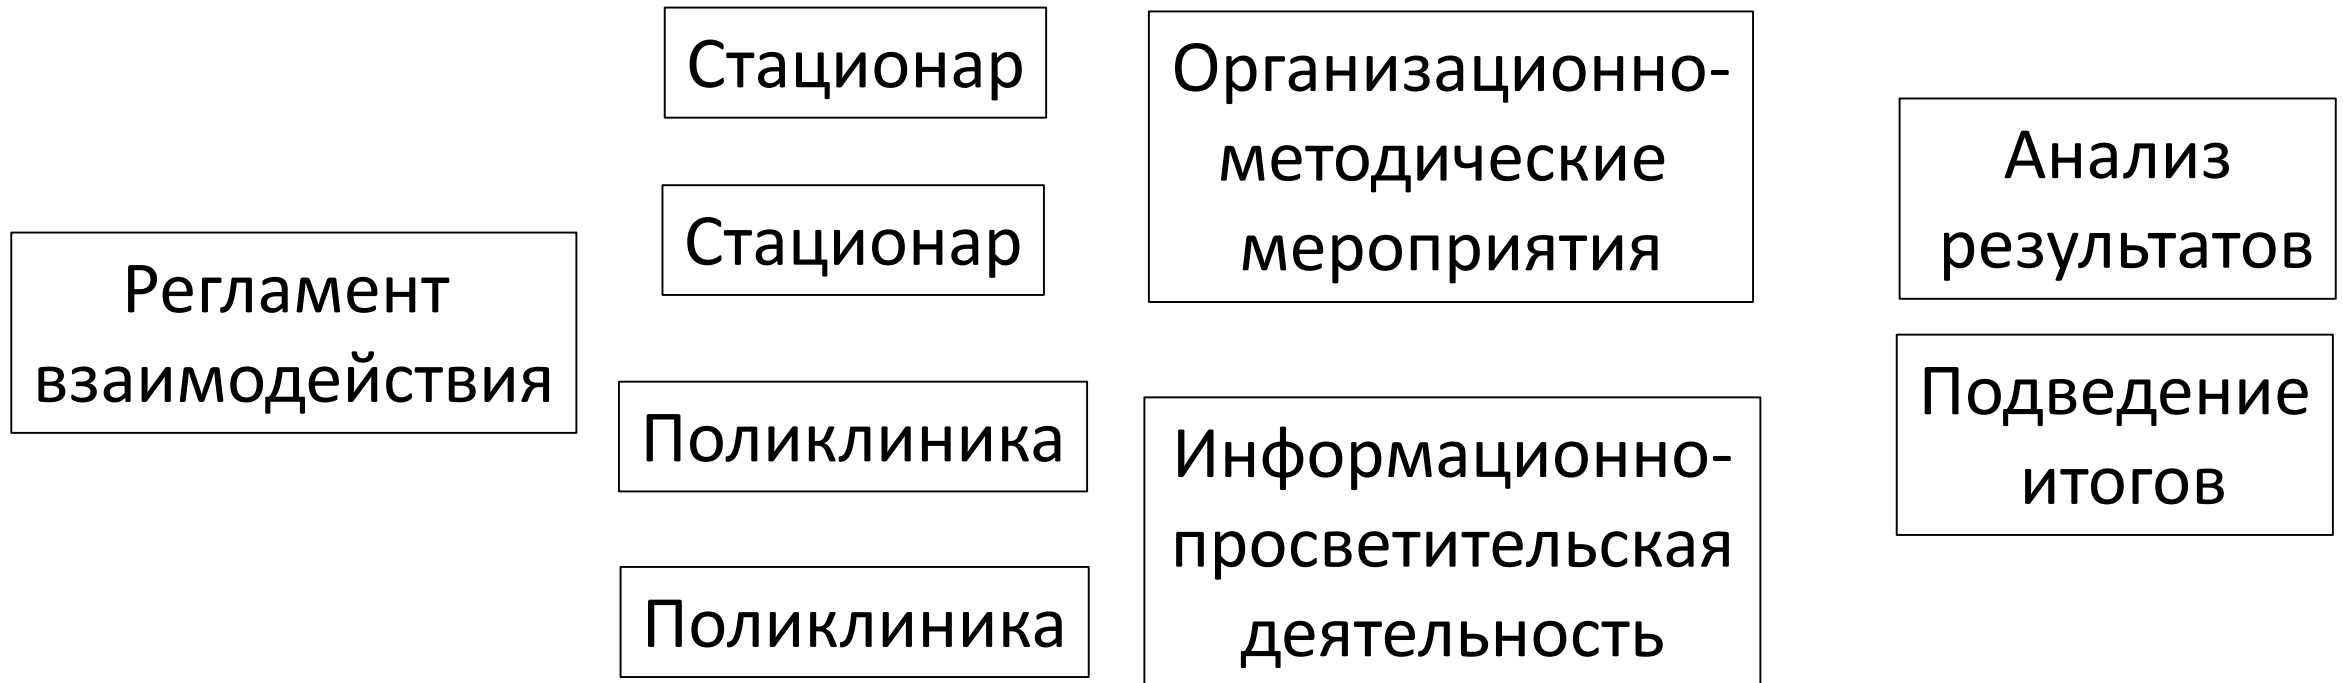 Регламент
взаимодействия
Стационар
Стационар
Поликлиника
Поликлиника
Организационно-
методические
мероприятия
Информационно-
просветительская
деятельность
Анализ
результатов
Подведение
итогов